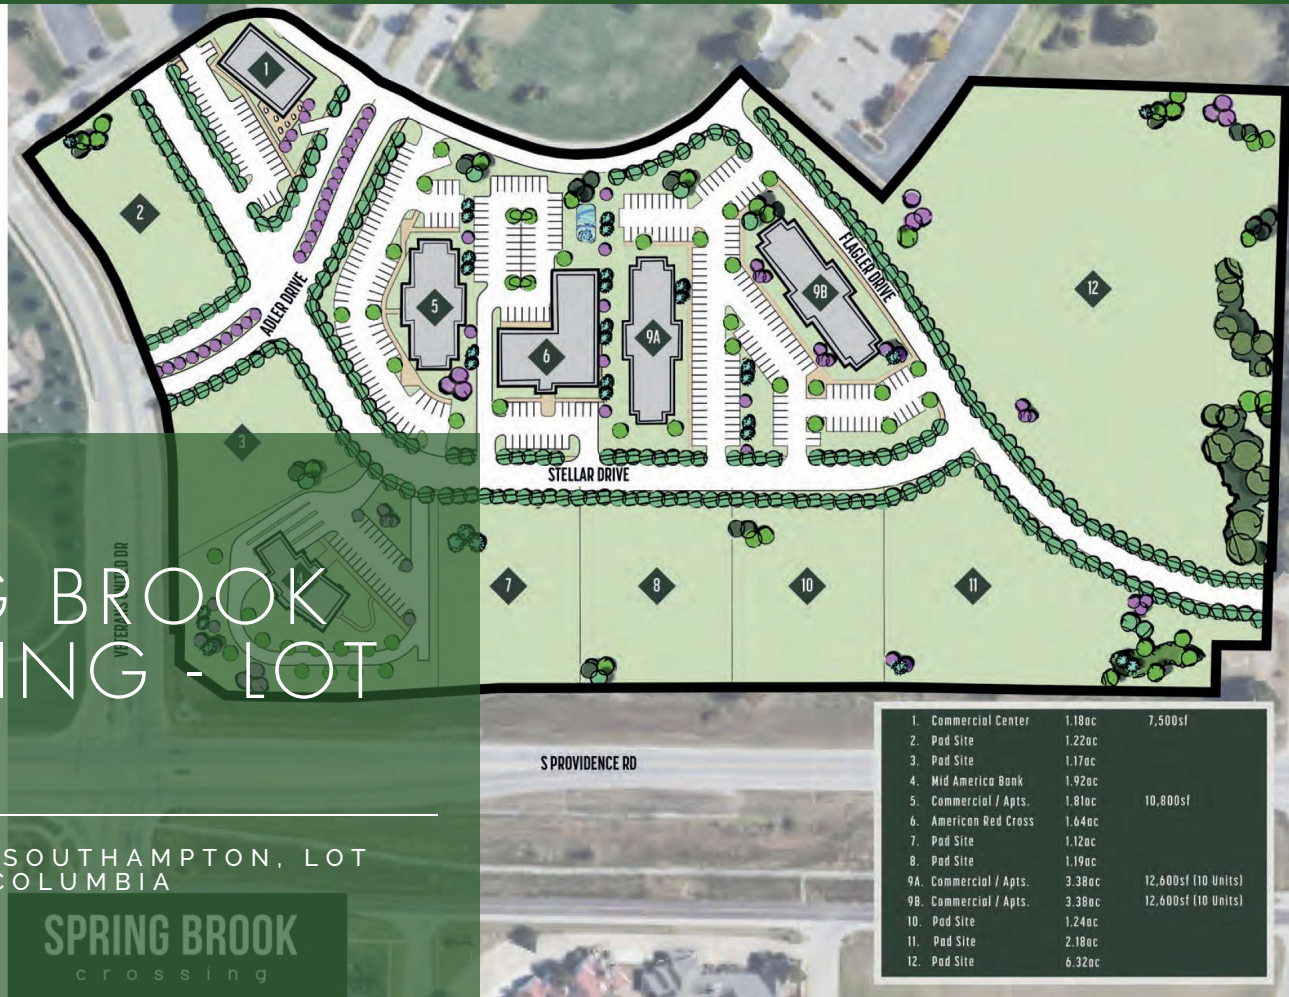 1
2
12
FLAGLER DRIVE
9B
5
ADLER DRIVE
9A
6
3
STELLAR DRIVE
7
8
10
11
4
G BROOK
ING - LOT
S PROVIDENCE RD
SOUTHAMPTON, LOT
COLUMBIA
SPRING BROOK
crossing
1. Commercial Center 1.18ac 7,500sf
2. Pad Site 1.22ac
3. Pad Site 1.17ac
4. Mid America Bank 1.92ac
5. Commercial / Apts. 1.81ac 10,800sf
6. American Red Cross 1.64ac
7. Pad Site 1.12ac
8. Pad Site 1.19ac
9A. Commercial / Apts. 3.38ac 12,600sf (10 Units)
9B. Commercial / Apts. 3.38ac 12,600sf (10 Units)
10. Pad Site 1.24ac
11. Pad Site 2.18ac
12. Pad Site 6.32ac